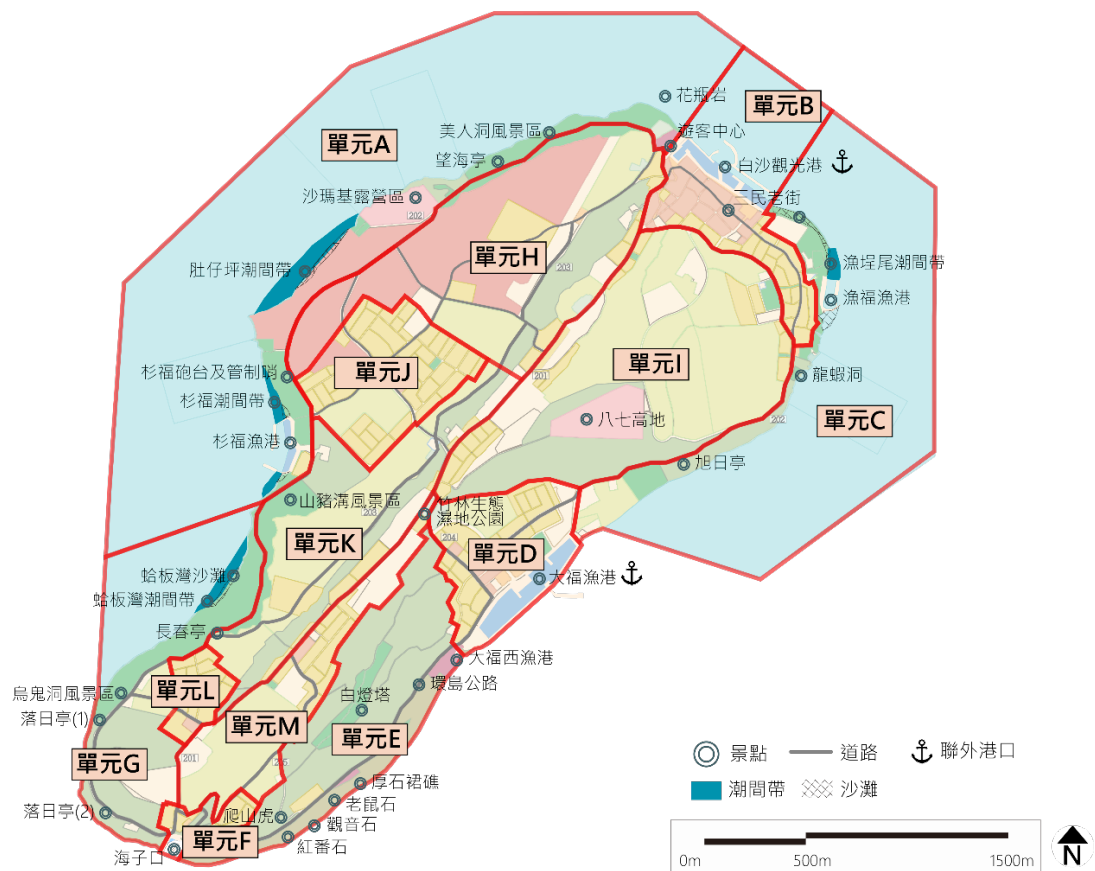 花瓶岩
單元B
單元A
美人洞風景區
遊客中心
望海亭
白沙觀光港
沙瑪基露營區
三民老街
202
單元H
203
肚仔坪潮間帶
漁埕尾潮間帶
漁福漁港
單元J
單元I
201
杉福砲台及管制哨
龍蝦洞
杉福潮間帶
八七高地
202
單元C
杉福漁港
旭日亭
山豬溝風景區
竹林生態
濕地公園
203
204
單元K
單元D
蛤板灣沙灘
大福漁港
蛤板灣潮間帶
長春亭
大福西漁港
環島公路
烏鬼洞風景區
單元L
白燈塔
落日亭(1)
單元M
單元E
201
205
單元G
厚石裙礁
落日亭(2)
老鼠石
爬山虎
觀音石
單元F
紅番石
海子口
景點
道路
聯外港口
潮間帶
沙灘
0m
500m
1500m
N